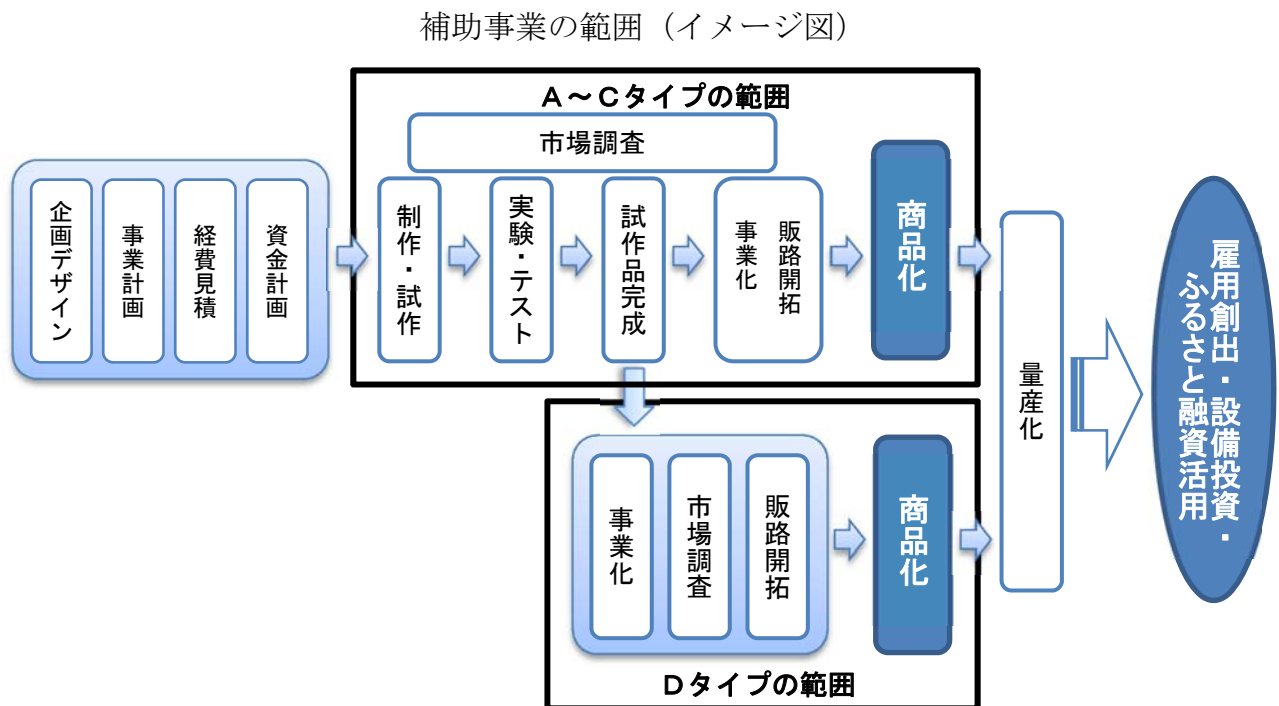 補助事業の範囲（イメージ図）
A～Cタイプの範囲
市場調査
企画デザイン
事業計画
経費見積
資金計画
制作・試作
実験・テスト
試作品完成
販路開拓
事業化
商品化
量産化
雇用創出・設備投資・
ふるさと融資活用
事業化
市場調査
販路開拓
商品化
Dタイプの範囲